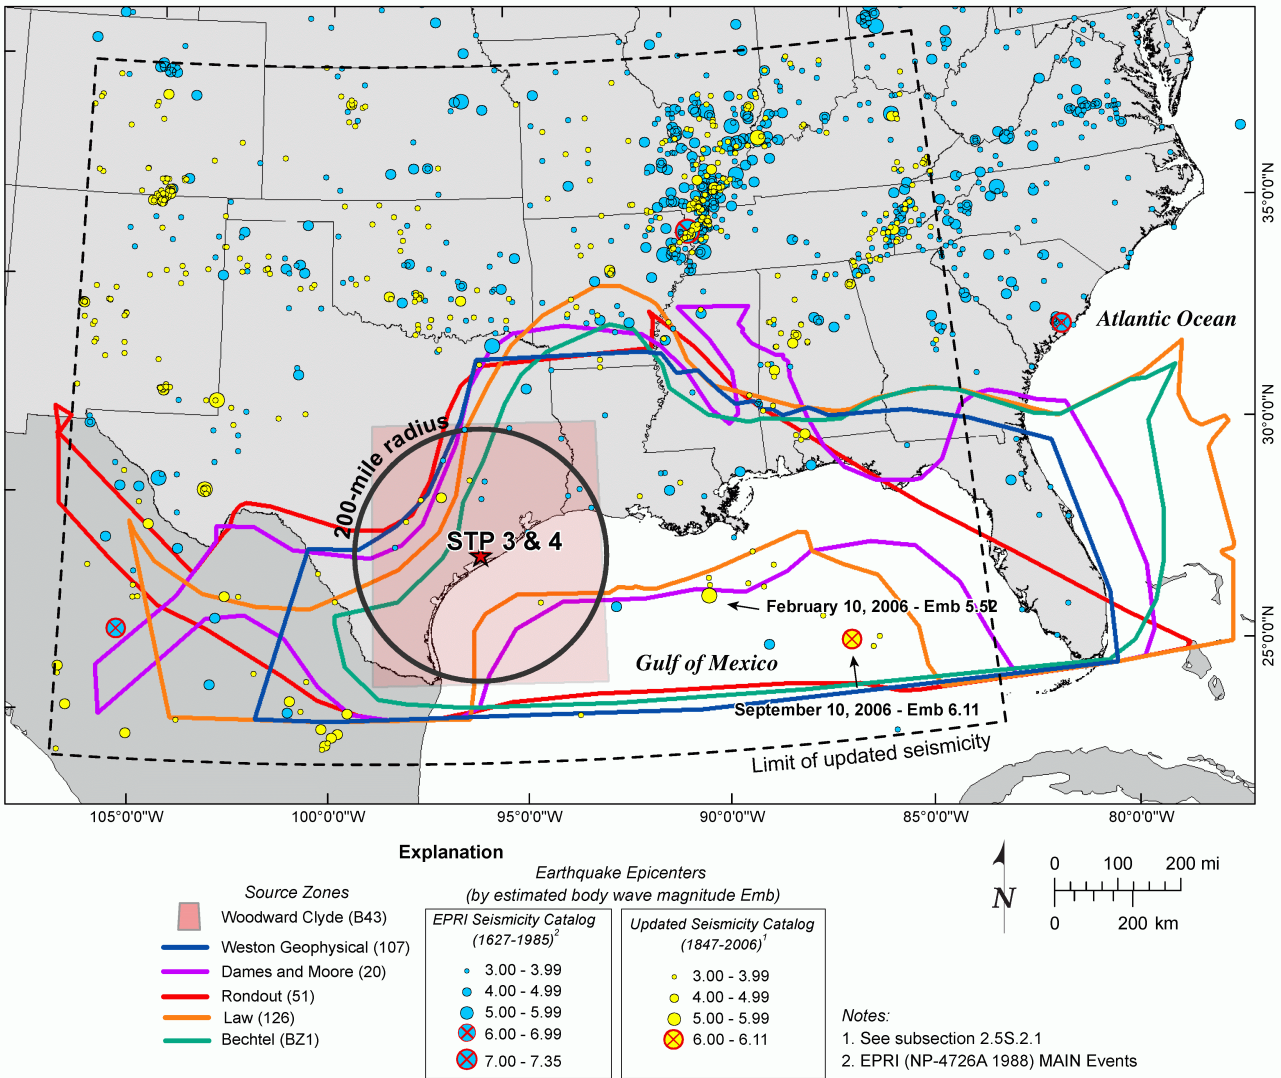 Atlantic Ocean
35°0'0"N
30°0'0"N
25°0'0"N
200-mile radius
STP 3 & 4
February 10, 2006 - Emb 5.52
Gulf of Mexico
September 10, 2006 - Emb 6.11
Limit of updated seismicity
105°0'0"W
100°0'0"W
95°0'0"W
90°0'0"W
85°0'0"W
80°0'0"W
Explanation
Source Zones
Woodward Clyde (B43)
Weston Geophysical (107)
Dames and Moore (20)
Rondout (51)
Law (126)
Bechtel (BZ1)
Earthquake Epicenters
(by estimated body wave magnitude Emb)
EPRI Seismicity Catalog
(1627-1985)2
3.00 - 3.99
4.00 - 4.99
5.00 - 5.99
6.00 - 6.99
7.00 - 7.35
Updated Seismicity Catalog
(1847-2006)1
3.00 - 3.99
4.00 - 4.99
5.00 - 5.99
6.00 - 6.11
N
0 100 200 mi
0 200 km
Notes:
1. See subsection 2.5S.2.1
2. EPRI (NP-4726A 1988) MAIN Events